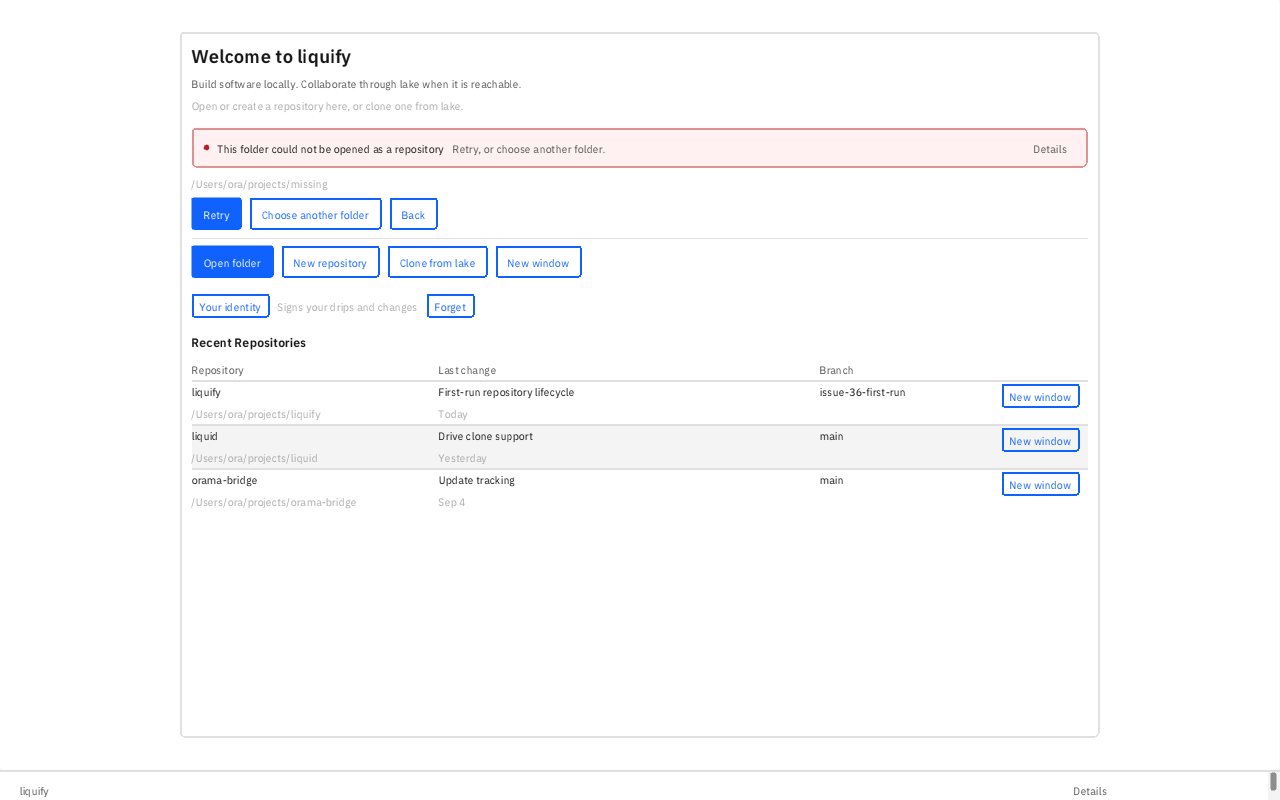 Welcome to liquify
Build software locally. Collaborate through lake when it is reachable.
Open or create a repository here, or clone one from lake.
This folder could not be opened as a repository Retry, or choose another folder. Details
/Users/ora/projects/missing
Retry Choose another folder Back
Open folder New repository Clone from lake New window
Your identity Signs your drips and changes Forget
Recent Repositories
Repository Last change Branch
liquify First-run repository lifecycle issue-36-first-run New window
/Users/ora/projects/liquify Today
liquid Drive clone support main New window
/Users/ora/projects/liquid Yesterday
orama-bridge Update tracking main New window
/Users/ora/projects/orama-bridge Sep 4
liquify Details